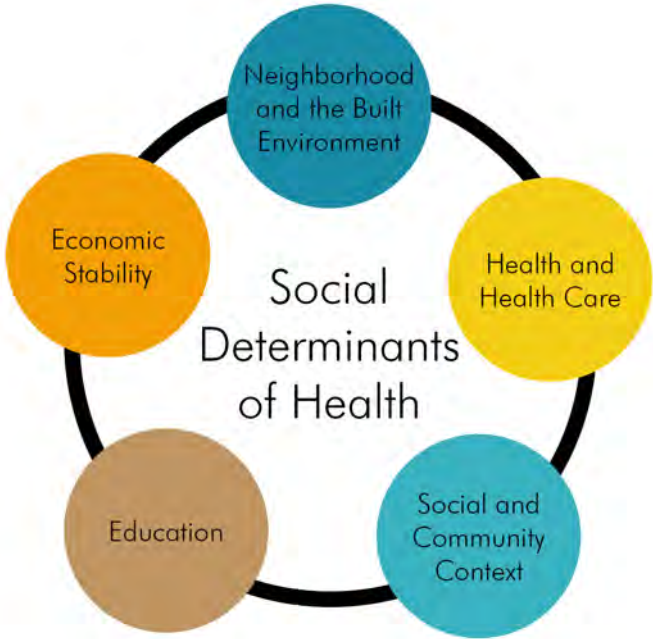 Neighborhood
and the Built
Environment
Economic
Stability
Health and
Health Care
Social
Determinants
of Health
Education
Social and
Community
Context